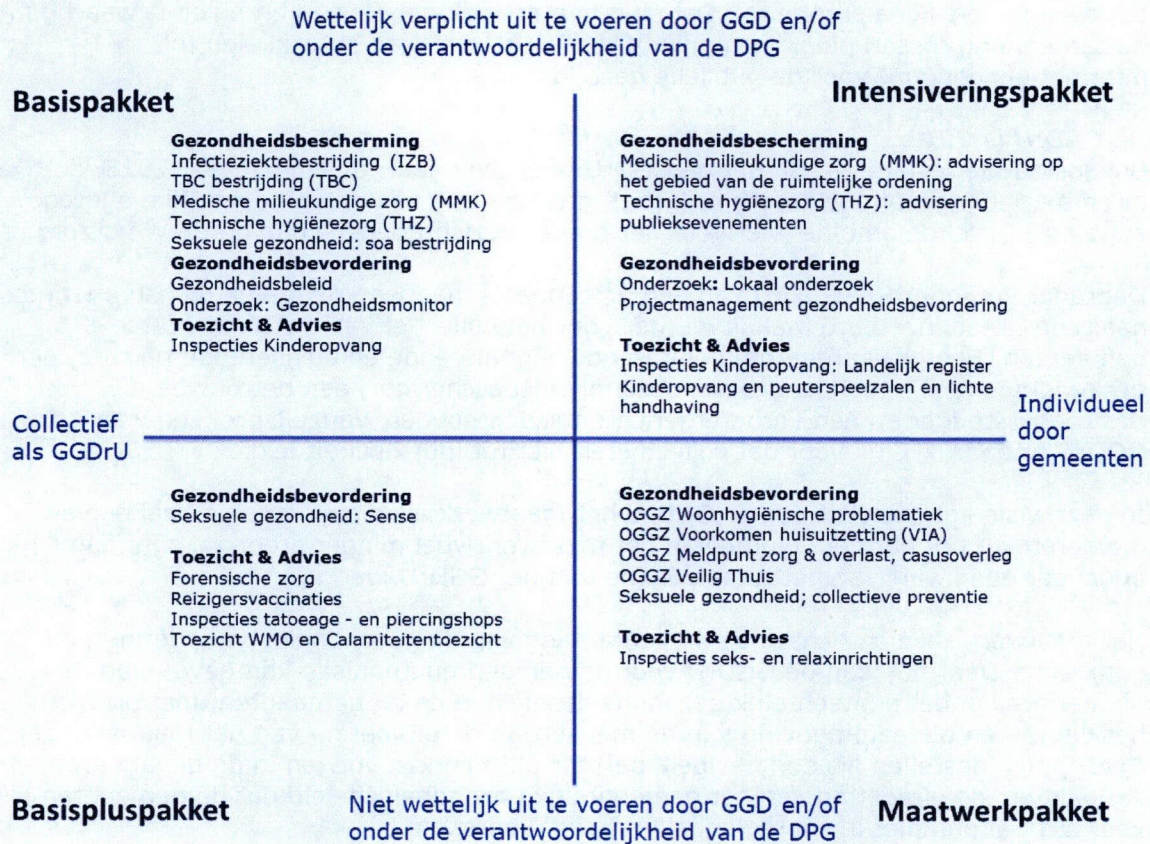 Wettelijk verplicht uit te voeren door GGD en/of
onder de verantwoordelijkheid van de DPG
Basispakket
Intensiveringspakket
Gezondheidsbescherming
Infectieziektebestrijding (IZB)
TBC bestrijding (TBC)
Medische milieukundige zorg (MMK)
Technische hygiënezorg (THZ)
Seksuele gezondheid: soa bestrijding
Gezondheidsbevordering
Gezondheidsbeleid
Onderzoek: Gezonheidsmonitor
Toezicht & Advies
Inspecties Kinderopvang
Gezondheidsbescherming
Medische milieukundige zorg (MMK): advisering op
het gebied van de ruimtelijke ordening
Technische hygiënezorg (THZ): advisering
publieksevenementen
Gezondheidsbevordering
Onderzoek: Lokaal onderzoek
Projectmanagement gezondheidsbevordering
Toezicht & Advies
Inspecties Kinderopvang: Landelijk register
Kinderopvang en peuterspeelzalen en lichte
handhaving
Collectief
als GGDrU
Individueel
door
gemeenten
Gezondheidsbevordering
Seksuele gezondheid: Sense
Toezicht & Advies
Forensische zorg
Reizigersvaccinaties
Inspecties tatoeage - en piercingshops
Toezicht WMO en Calamiteitentoezicht
Gezondheidsbevordering
OGGZ Woonhygiënische problematiek
OGGZ Voorkomen huisuitzetting (VIA)
OGGZ Meldpunt zorg & overlast, casusoverleg
OGGZ Veilig Thuis
Seksuele gezondheid; collectieve preventie
Toezicht & Advies
Inspecties seks- en relaxinrichtingen
Basispluspakket
Niet wettelijk uit te voeren door GGD en/of
onder de verantwoordelijkheid van de DPG
Maatwerkpakket